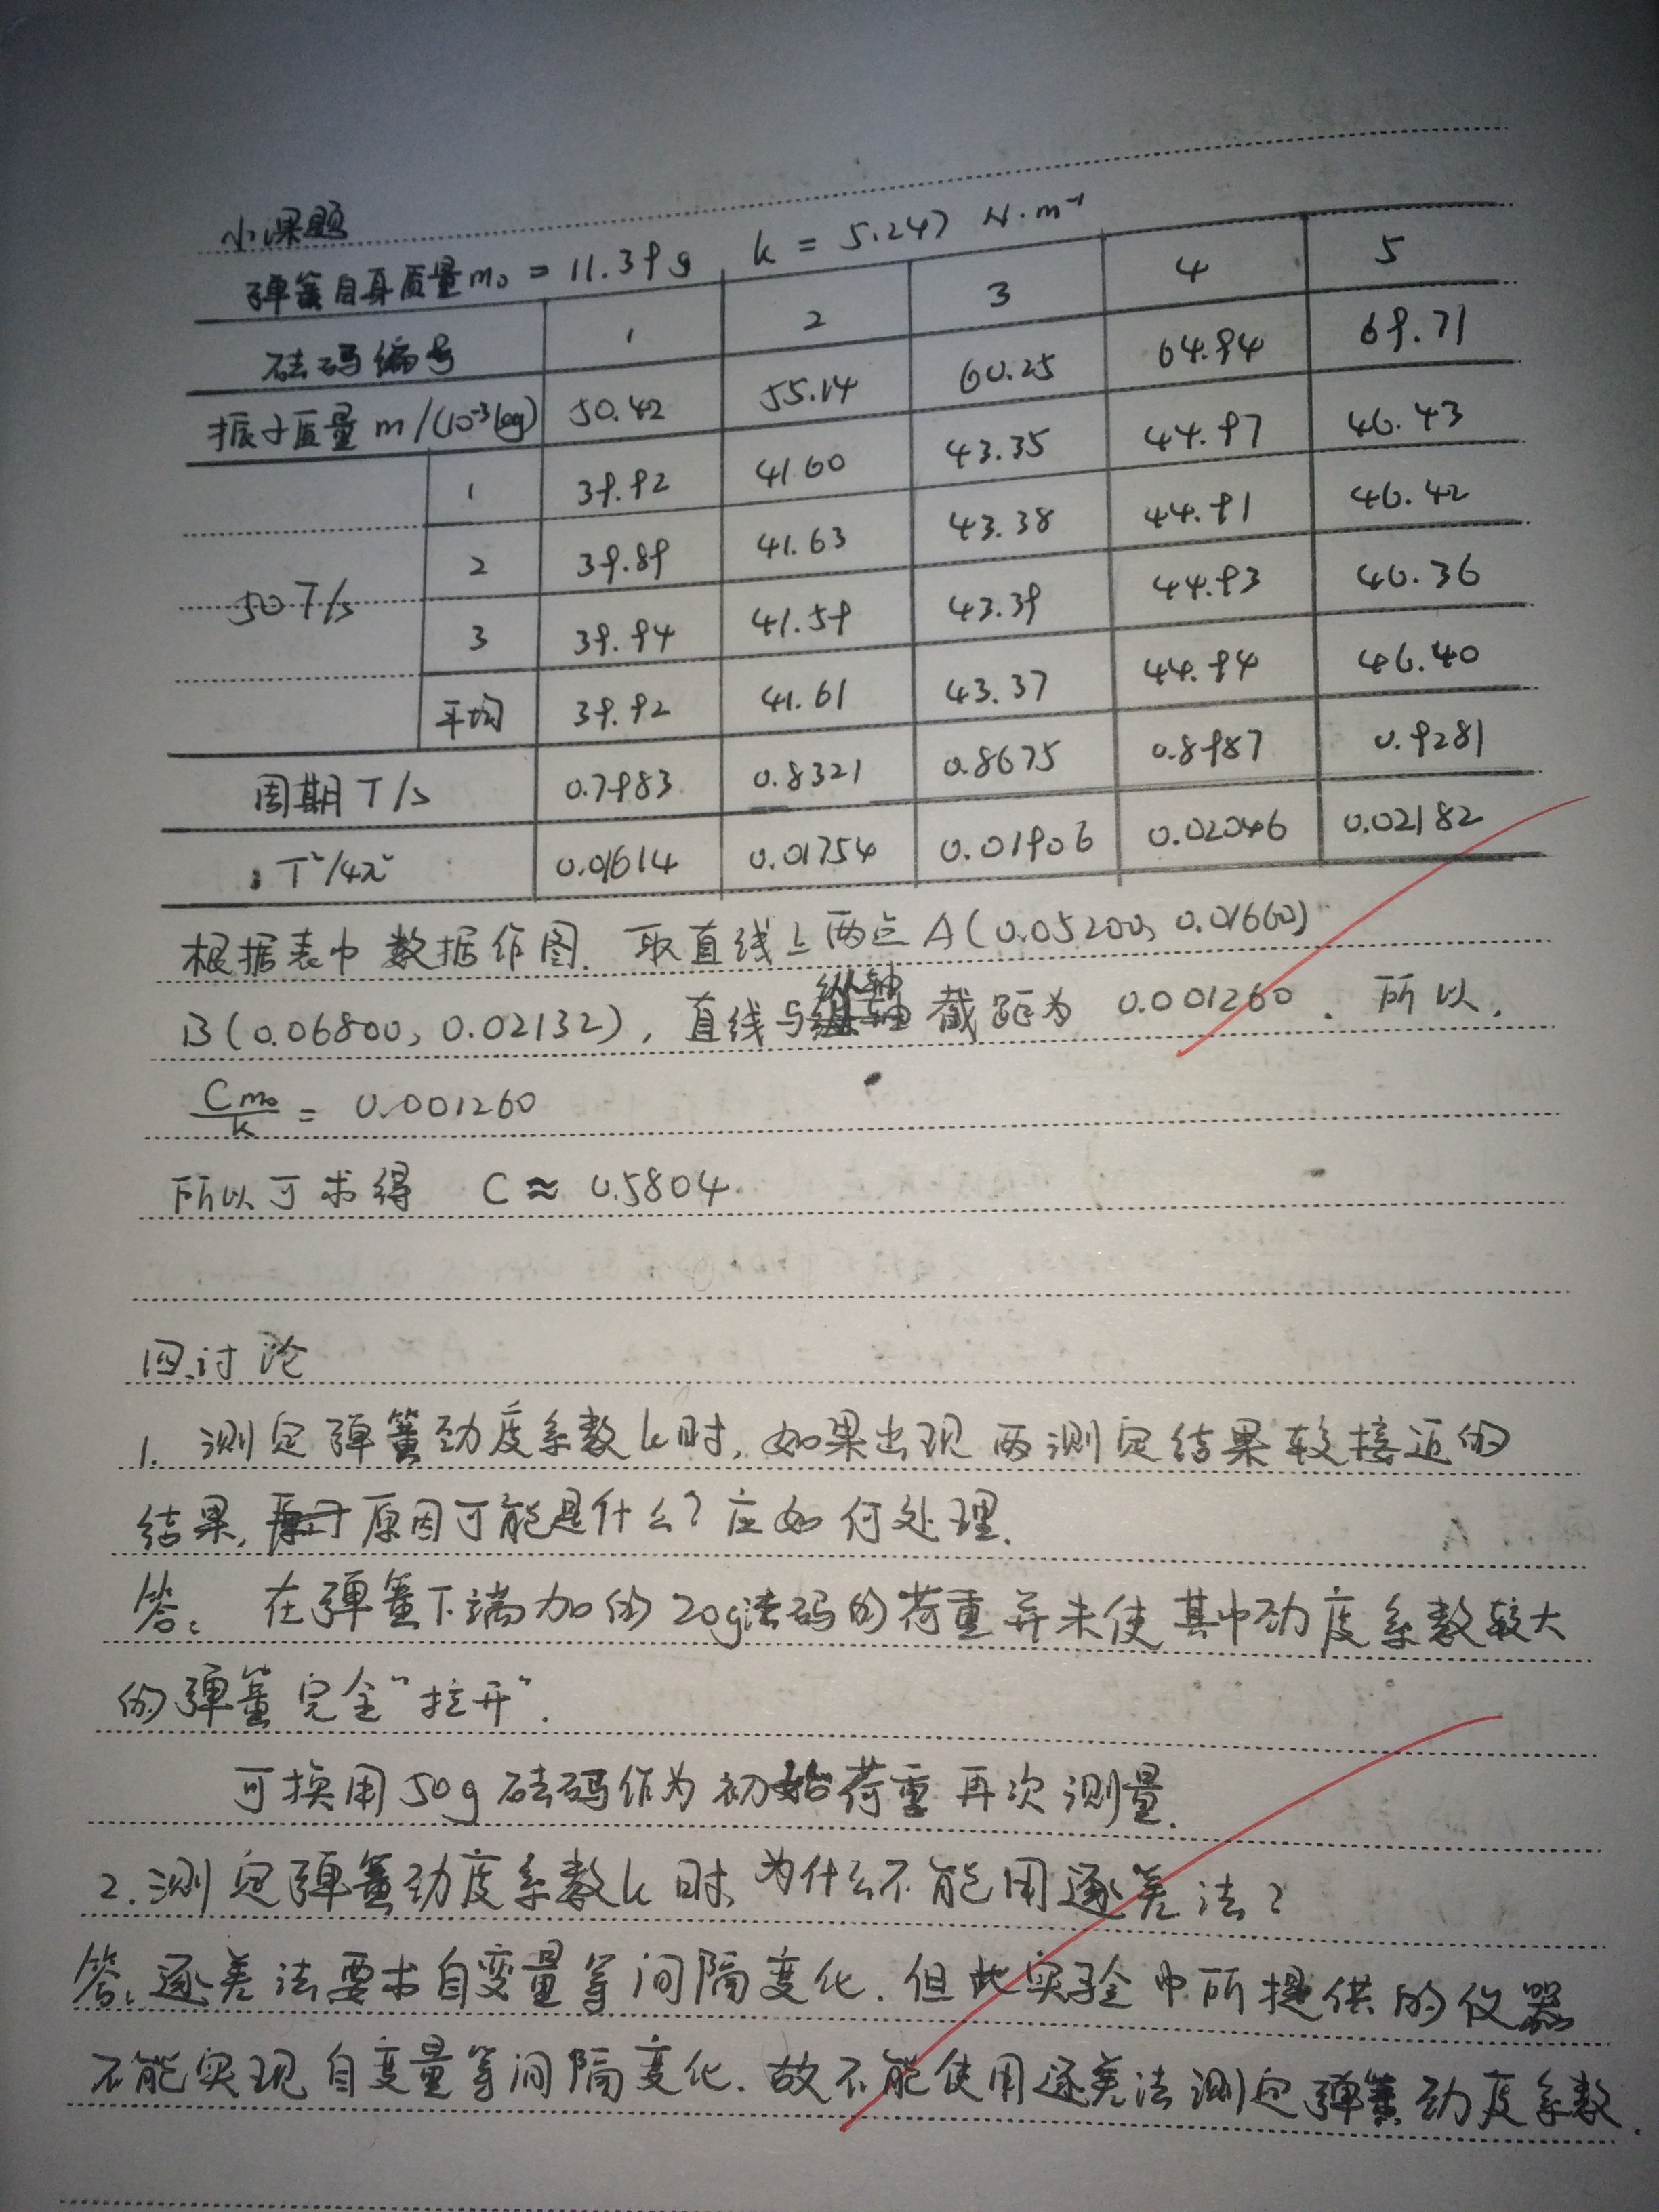 小课题
弹簧自身质量m₀ = 11.39g k = 5.247 N·m⁻¹
砝码编号 1 2 3 4 5
振子质量 m/(10⁻³kg) 50.42 55.14 60.25 64.94 69.71
50T/s
1 39.92 41.60 43.35 44.97 46.43
2 39.89 41.63 43.38 44.91 46.42
3 39.94 41.59 43.39 44.93 46.36
平均 39.92 41.61 43.37 44.94 46.40
周期T/s 0.7983 0.8321 0.8675 0.8987 0.9281
T²/4π² 0.01614 0.01754 0.01906 0.02046 0.02182
根据表中数据作图. 取直线上两点A(0.05200, 0.01660)
B(0.06800, 0.02132), 直线与纵轴截距为 0.001260. 所以,
Cm₀/k = 0.001260
所以可求得 C ≈ 0.5804
四.讨论
1. 测定弹簧劲度系数k时, 如果出现两测定结果较接近的
结果, 原因可能是什么? 应如何处理.
答: 在弹簧下端加的20g法码的荷重并未使其中劲度系数较大
的弹簧完全"拉开".
可换用50g砝码作为初始荷重再次测量.
2. 测定弹簧劲度系数k时, 为什么不能用逐差法?
答: 逐差法要求自变量等间隔变化. 但此实验中所提供的仪器
不能实现自变量等间隔变化. 故不能使用逐差法测定弹簧劲度系数.